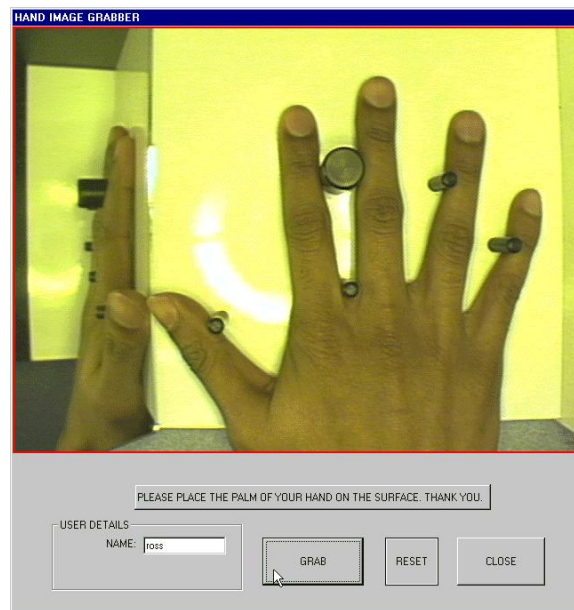 HAND IMAGE GRABBER
PLEASE PLACE THE PALM OF YOUR HAND ON THE SURFACE. THANK YOU.
USER DETAILS
NAME: ross
GRAB
RESET
CLOSE